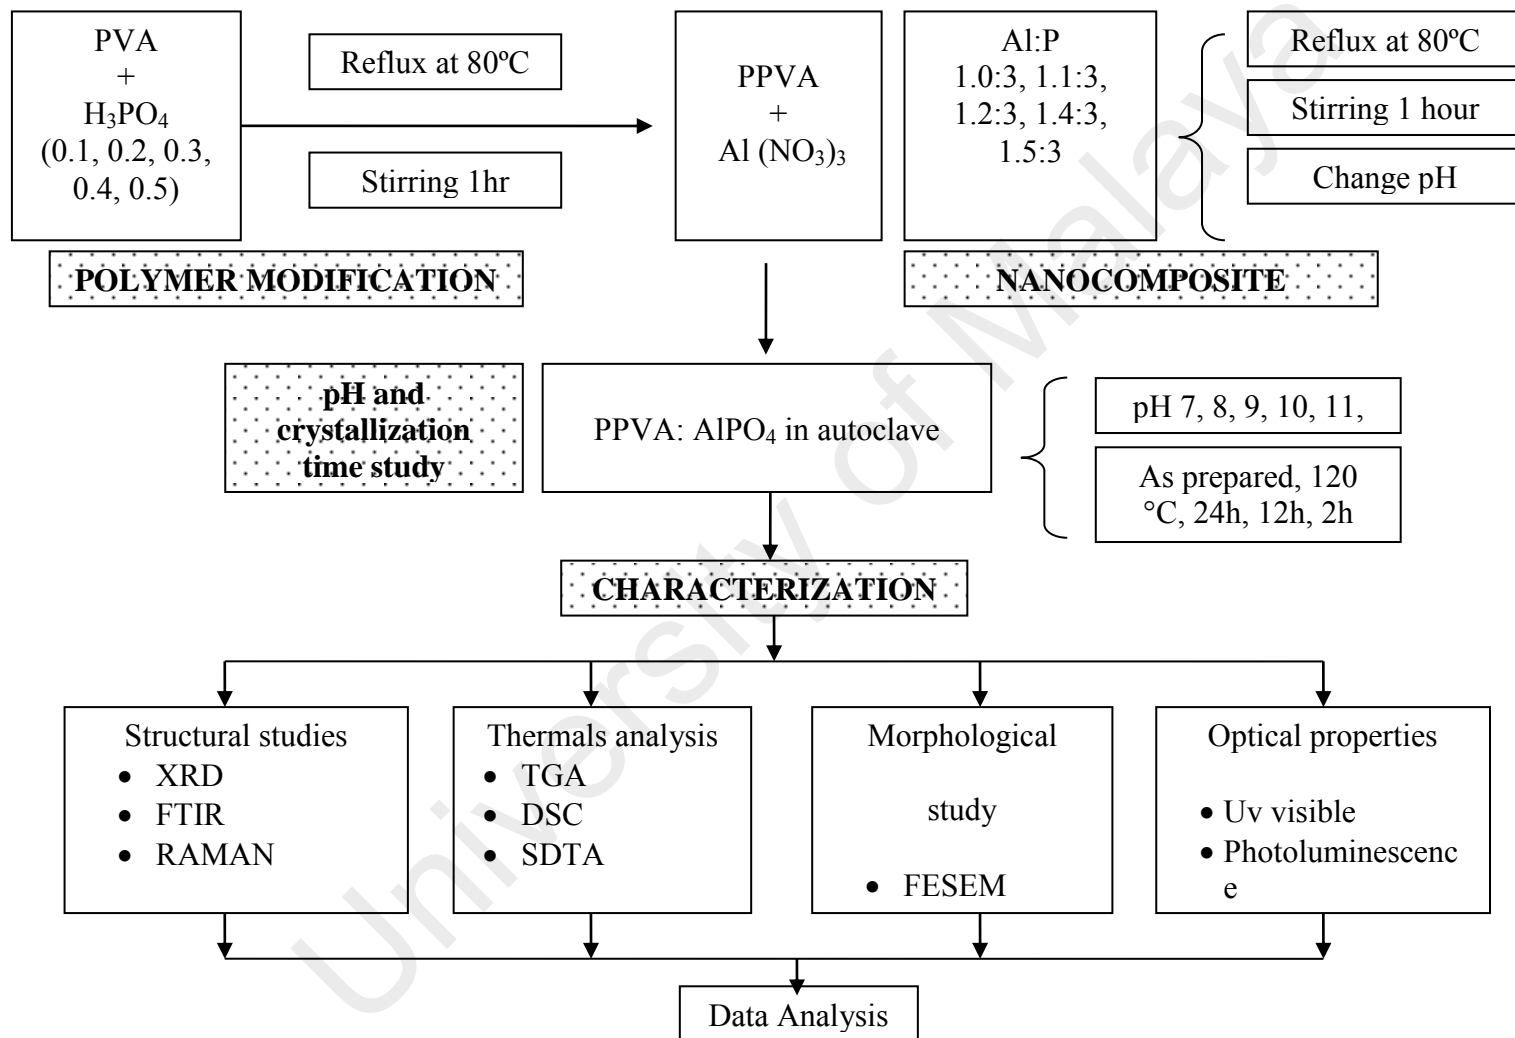 PVA
+
H₃PO₄
(0.1, 0.2, 0.3,
0.4, 0.5)
Reflux at 80ºC
Stirring 1hr
PPVA
+
Al (NO₃)₃
Al:P
1.0:3, 1.1:3,
1.2:3, 1.4:3,
1.5:3
Reflux at 80ºC
Stirring 1 hour
Change pH
POLYMER MODIFICATION
NANOCOMPOSITE
pH and
crystallization
time study
PPVA: AlPO₄ in autoclave
pH 7, 8, 9, 10, 11,
As prepared, 120
°C, 24h, 12h, 2h
CHARACTERIZATION
Structural studies
• XRD
• FTIR
• RAMAN
Thermals analysis
• TGA
• DSC
• SDTA
Morphological
study
• FESEM
Optical properties
• Uv visible
• Photoluminescenc
e
Data Analysis
University of Malaya